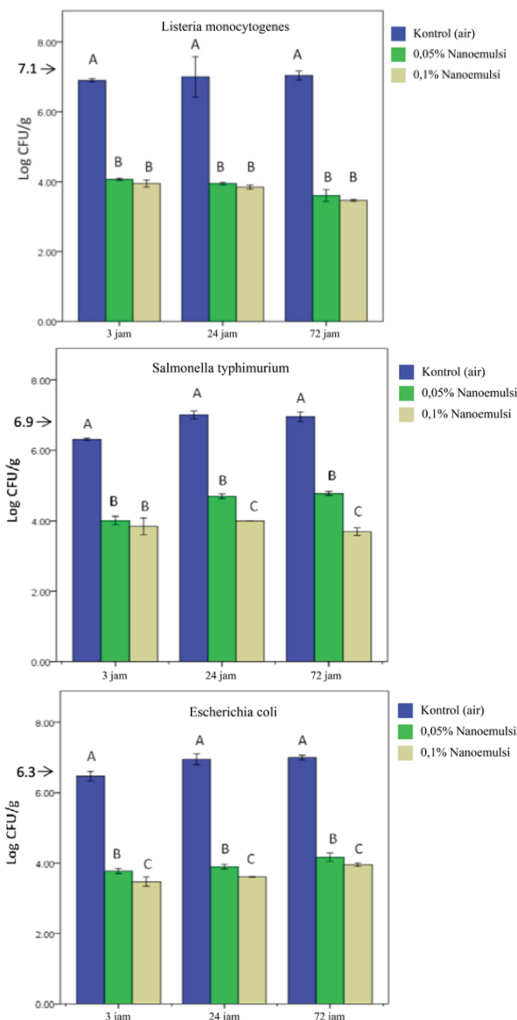 Listeria monocytogenes
Kontrol (air)
0,05% Nanoemulsi
0,1% Nanoemulsi
8.00
7.1→
6.00
4.00
2.00
0.00
Log CFU/g
A
B
B
A
B
B
A
B
B
3 jam
24 jam
72 jam
Salmonella typhimurium
Kontrol (air)
0,05% Nanoemulsi
0,1% Nanoemulsi
8.00
6.9→
6.00
4.00
2.00
0.00
Log CFU/g
A
B
B
A
B
C
A
B
C
3 jam
24 jam
72 jam
Escherichia coli
Kontrol (air)
0,05% Nanoemulsi
0,1% Nanoemulsi
8.00
6.3→
6.00
4.00
2.00
0.00
Log CFU/g
A
B
C
A
B
C
A
B
C
3 jam
24 jam
72 jam